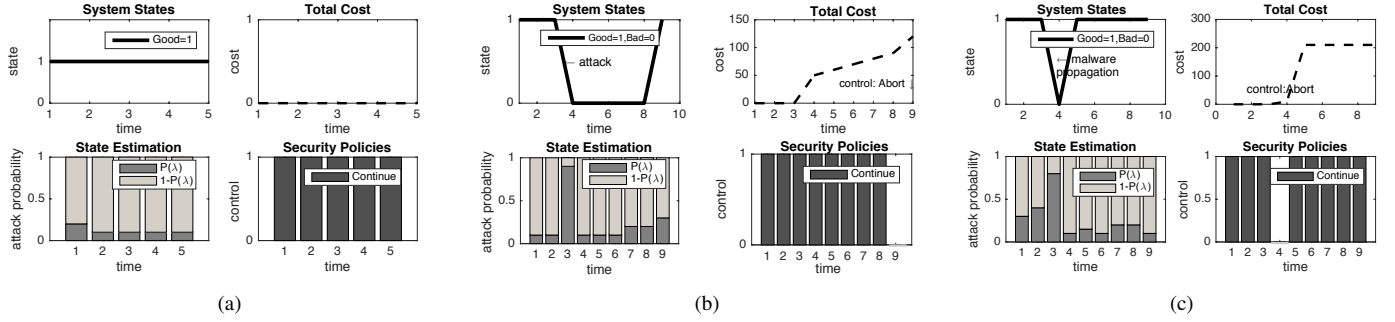 System States
Total Cost
1
0
state
Good=1
1 2 3 4 5
time
cost
0
1 2 3 4 5
time
State Estimation
Security Policies
1
0.5
0
attack probability
P(λ)
1-P(λ)
1 2 3 4 5
time
1
0
control
Continue
1 2 3 4 5
time
(a)
System States
Total Cost
1
0
state
Good=1,Bad=0
← attack
0 2 4 6 8 10
time
150
100
50
0
cost
control: Abort ↓
1 2 3 4 5 6 7 8 9
time
State Estimation
Security Policies
1
0.5
0
attack probability
P(λ)
1-P(λ)
1 2 3 4 5 6 7 8 9
time
1
0
control
Continue
1 2 3 4 5 6 7 8 9
time
(b)
System States
Total Cost
1
0
state
Good=1,Bad=0
← malware
propagation
0 2 4 6 8 10
time
300
200
100
0
cost
control:Abort
0 2 4 6 8
time
State Estimation
Security Policies
1
0.5
0
attack probability
P(λ)
1-P(λ)
1 2 3 4 5 6 7 8 9
time
1
0
control
Continue
1 2 3 4 5 6 7 8 9
time
(c)